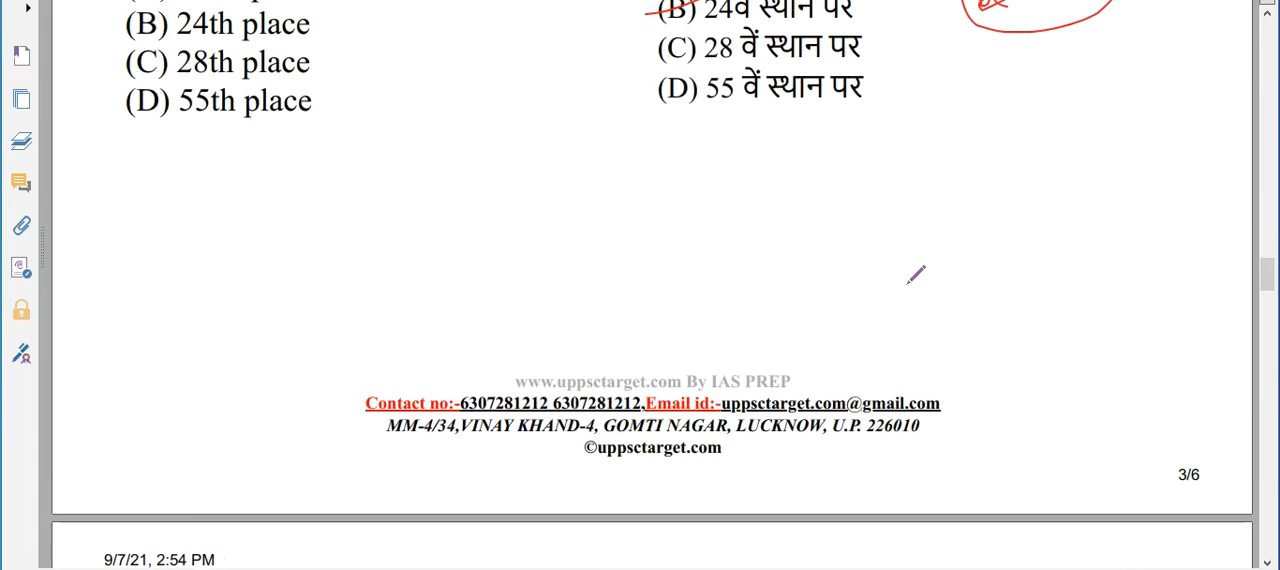 (B) 24th place
(C) 28th place
(D) 55th place
(B) 24वें स्थान पर
(C) 28 वें स्थान पर
(D) 55 वें स्थान पर
www.uppsctarget.com By IAS PREP
Contact no:-6307281212 6307281212,Email id:-uppsctarget.com@gmail.com
MM-4/34,VINAY KHAND-4, GOMTI NAGAR, LUCKNOW, U.P. 226010
©uppsctarget.com
3/6
9/7/21, 2:54 PM